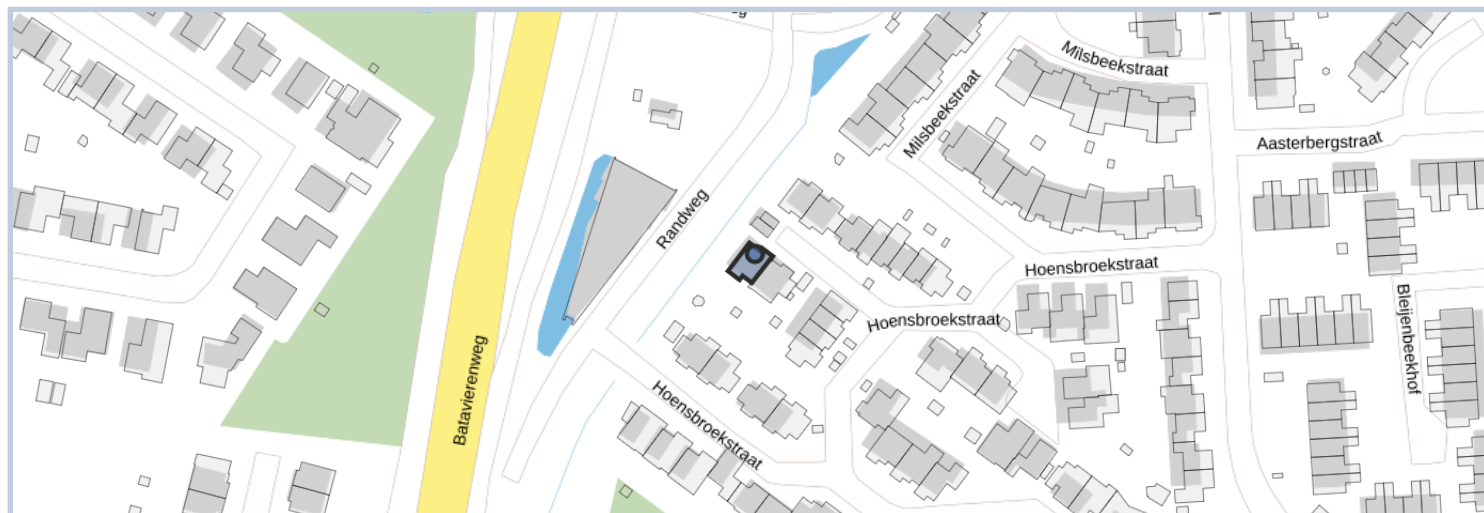 Milsbeekstraat
Milsbeekstraat
Aasterbergstraat
Randweg
Hoensbroekstraat
Hoensbroekstraat
Bleijenbeekhof
Batavierenweg
Hoensbroekstraat